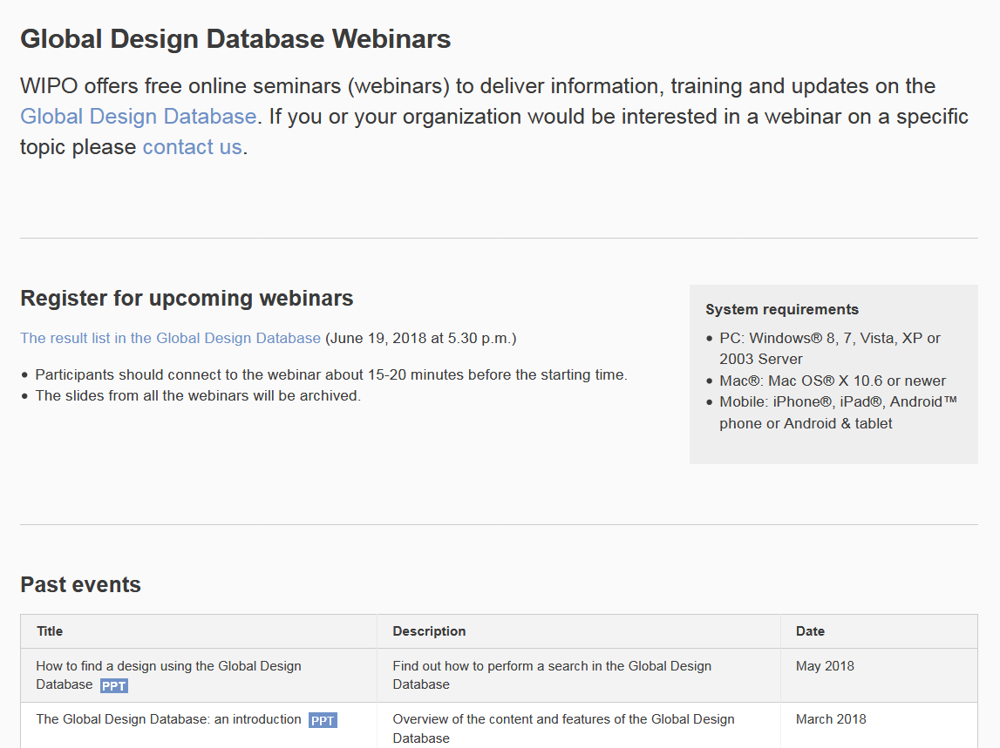 Global Design Database Webinars
WIPO offers free online seminars (webinars) to deliver information, training and updates on the
Global Design Database. If you or your organization would be interested in a webinar on a specific
topic please contact us.
Register for upcoming webinars
The result list in the Global Design Database (June 19, 2018 at 5.30 p.m.)
• Participants should connect to the webinar about 15-20 minutes before the starting time.
• The slides from all the webinars will be archived.
System requirements
• PC: Windows® 8, 7, Vista, XP or
2003 Server
• Mac®: Mac OS® X 10.6 or newer
• Mobile: iPhone®, iPad®, Android™
phone or Android & tablet
Past events
Title Description Date
How to find a design using the Global Design Find out how to perform a search in the Global Design May 2018
Database PPT Database
The Global Design Database: an introduction PPT Overview of the content and features of the Global Design March 2018
Database